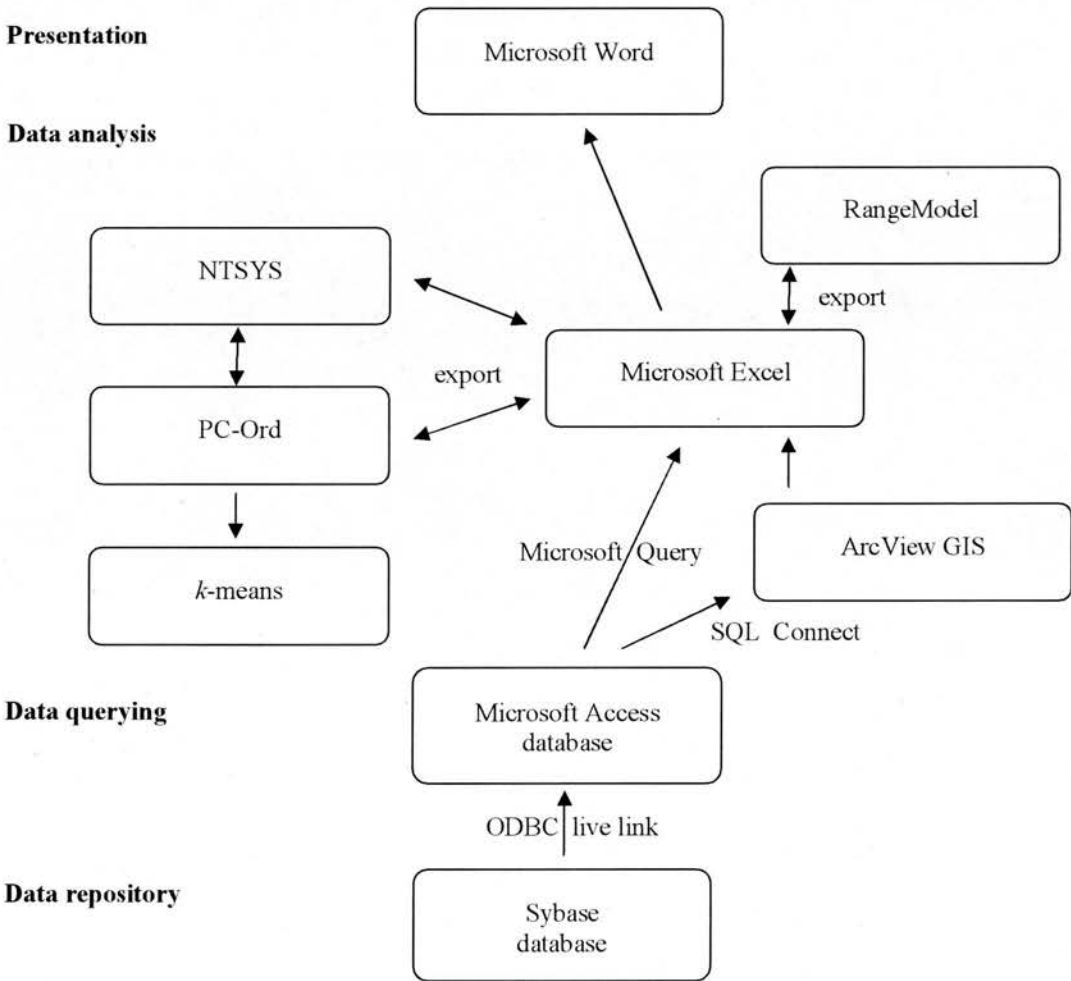 Presentation
Microsoft Word
Data analysis
RangeModel
NTSYS
export
Microsoft Excel
export
PC-Ord
ArcView GIS
Microsoft Query
k-means
SQL Connect
Data querying
Microsoft Access
database
ODBC live link
Data repository
Sybase
database